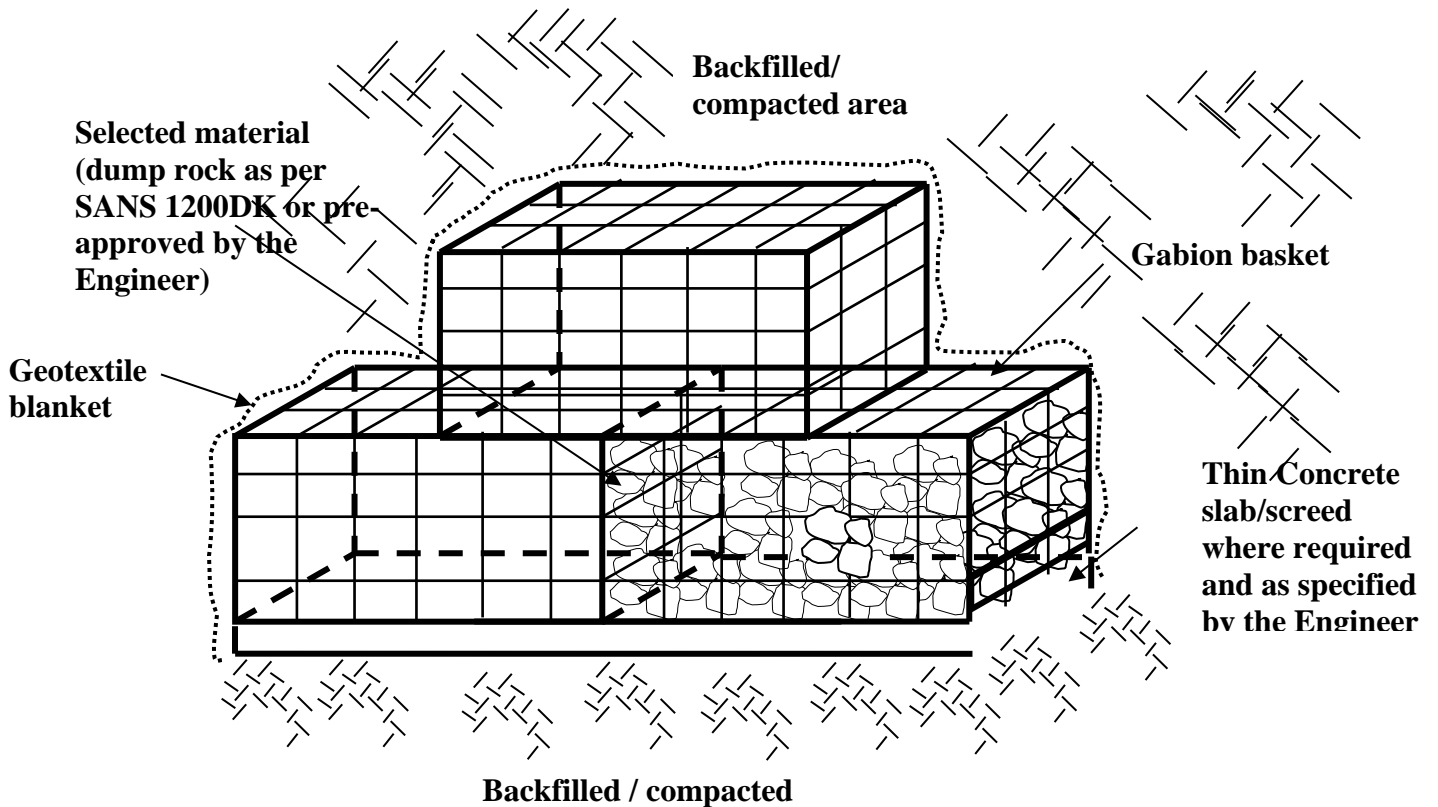 Backfilled/
compacted area
Selected material
(dump rock as per
SANS 1200DK or pre-
approved by the
Engineer)
Gabion basket
Geotextile
blanket
Thin Concrete
slab/screed
where required
and as specified
by the Engineer
Backfilled / compacted